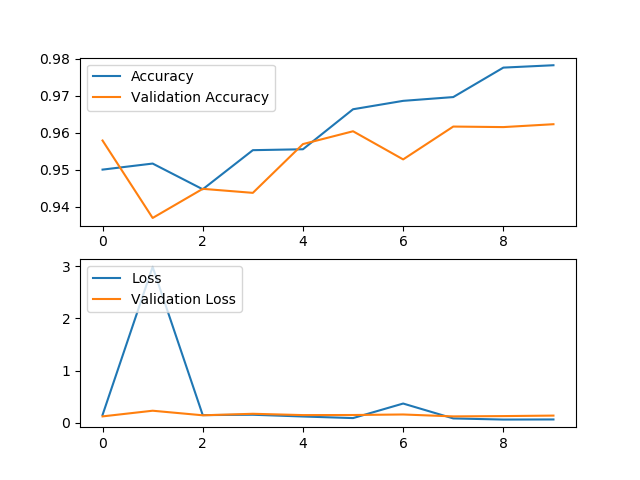 0.98
0.97
0.96
0.95
0.94
Accuracy
Validation Accuracy
0 2 4 6 8
3
2
1
0
Loss
Validation Loss
0 2 4 6 8